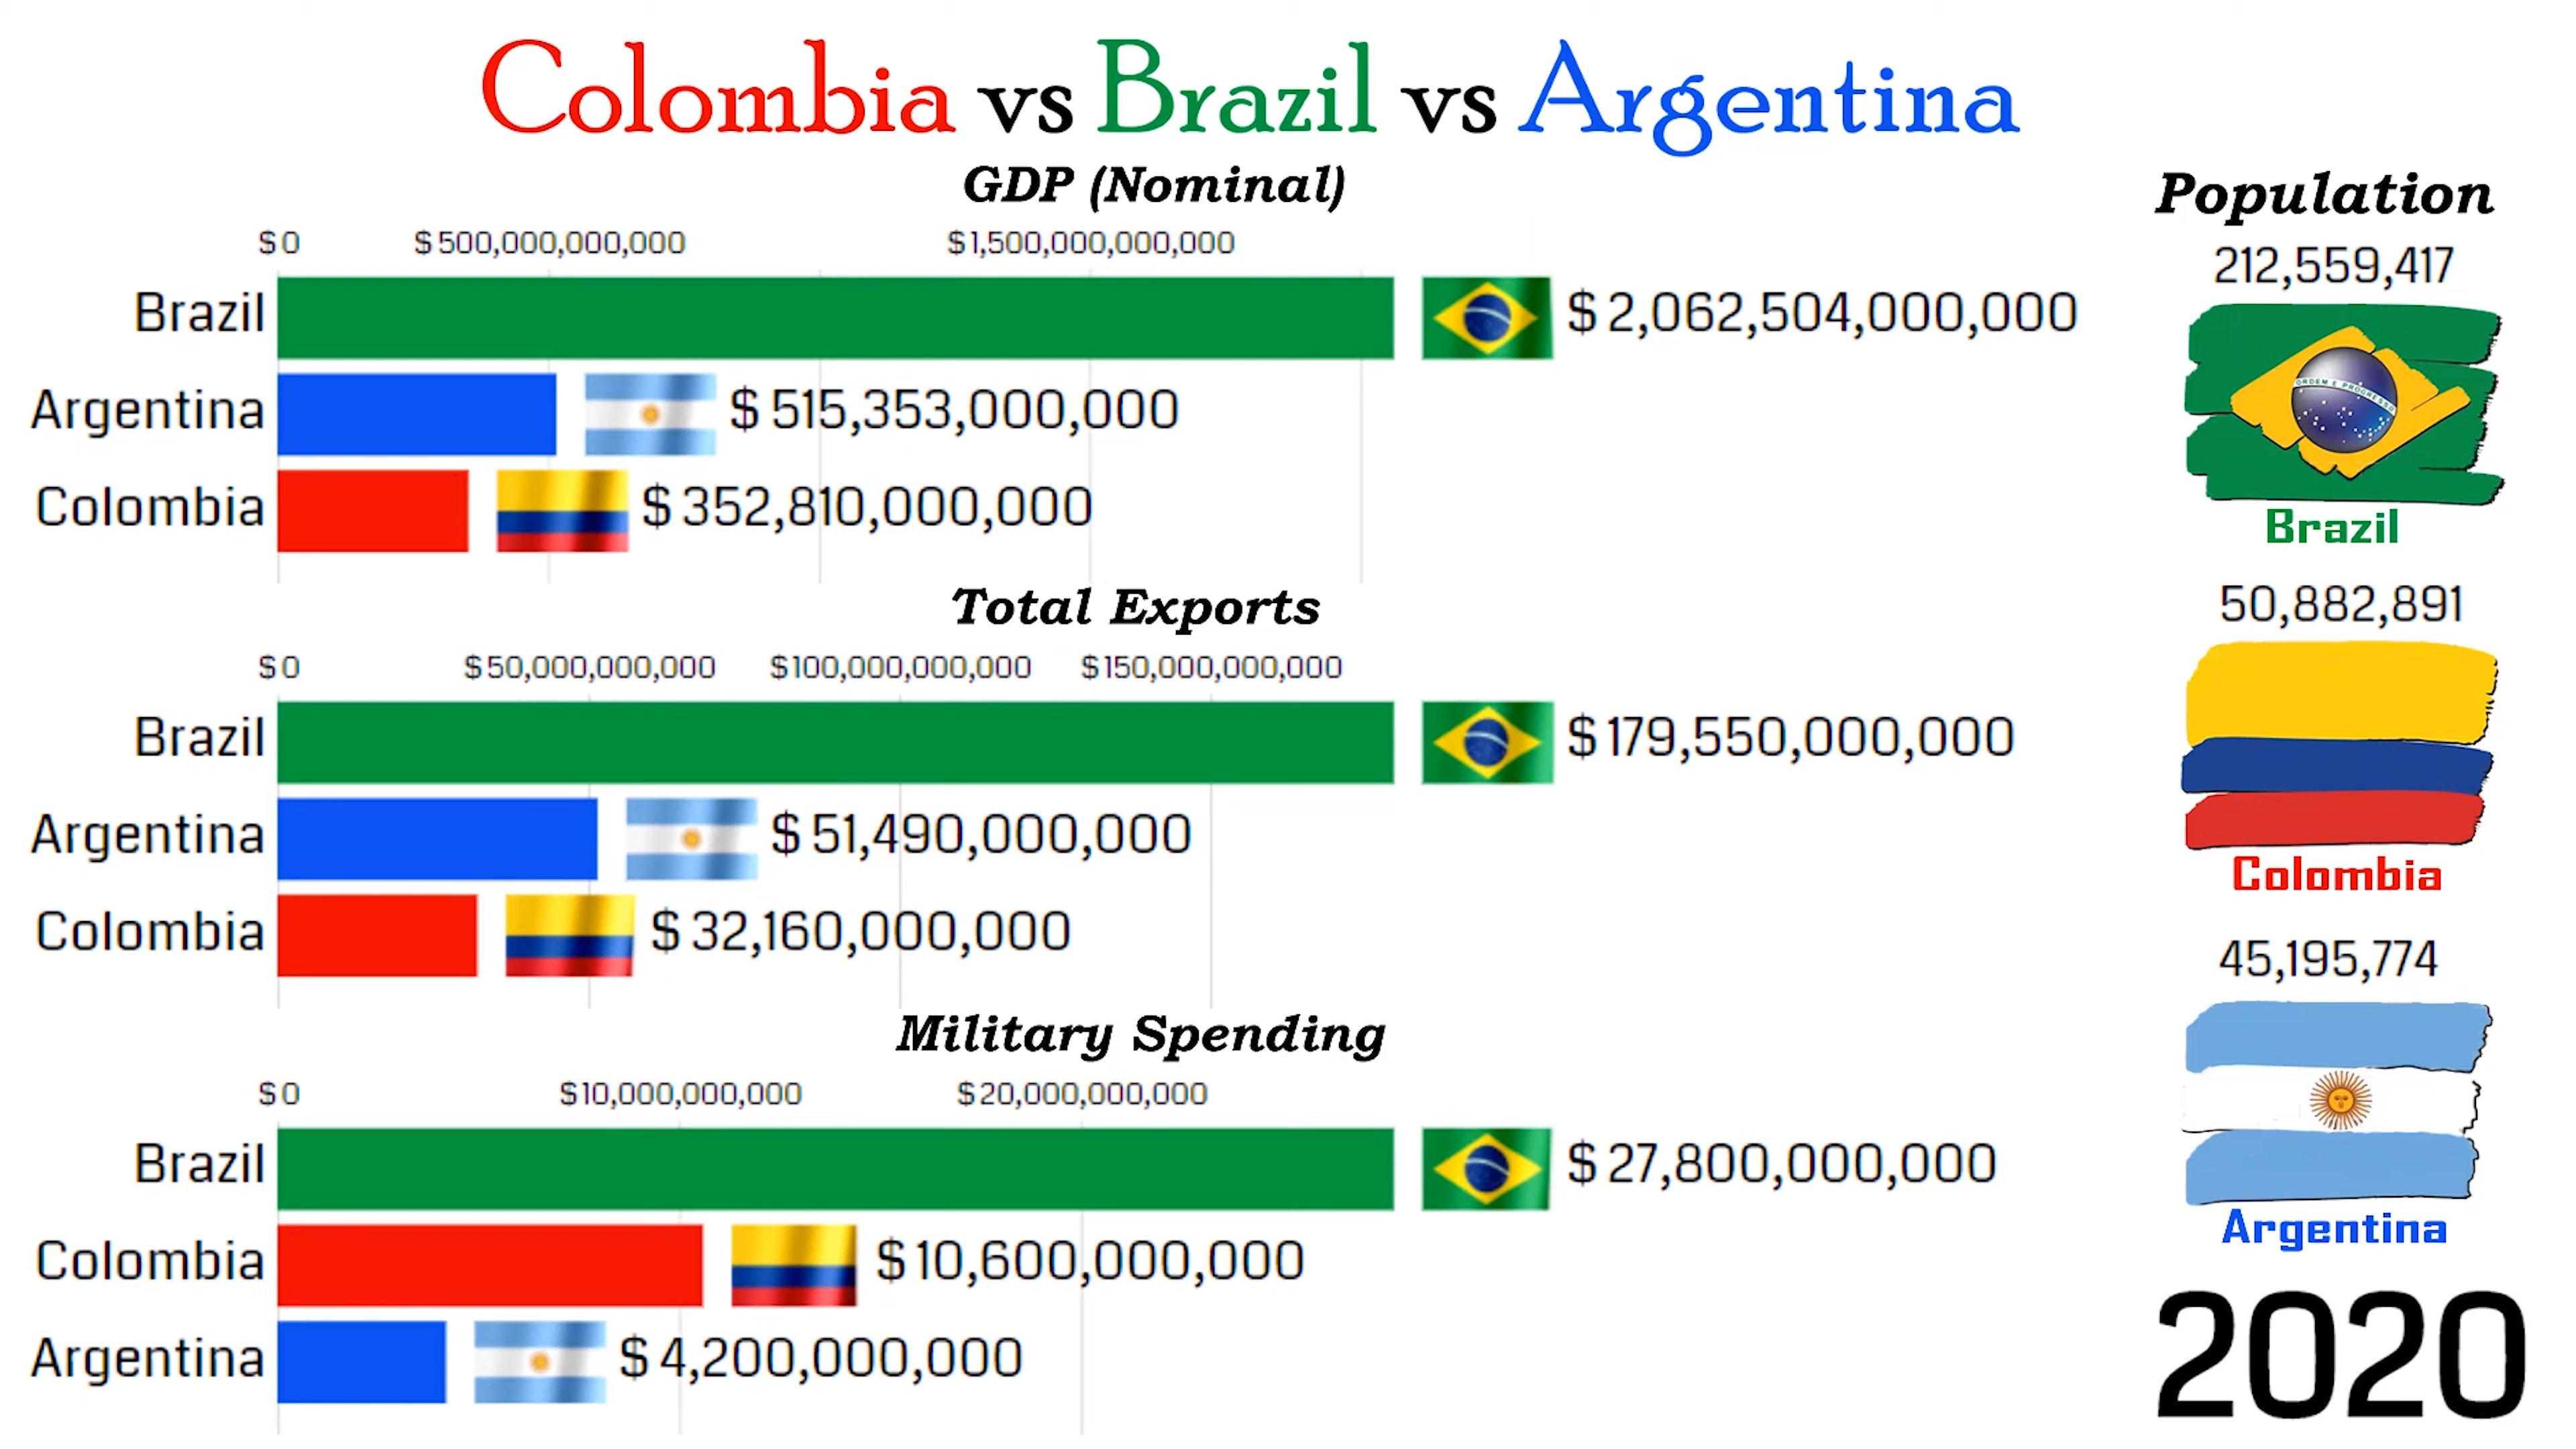 Colombia vs Brazil vs Argentina
GDP (Nominal)
$ 0 $ 500,000,000,000 $ 1,500,000,000,000
Brazil $ 2,062,504,000,000
Argentina $ 515,353,000,000
Colombia $ 352,810,000,000
Total Exports
$ 0 $ 50,000,000,000 $ 100,000,000,000 $ 150,000,000,000
Brazil $ 179,550,000,000
Argentina $ 51,490,000,000
Colombia $ 32,160,000,000
Military Spending
$ 0 $ 10,000,000,000 $ 20,000,000,000
Brazil $ 27,800,000,000
Colombia $ 10,600,000,000
Argentina $ 4,200,000,000
Population
212,559,417
ORDEM E PROGRESSO
Brazil
50,882,891
Colombia
45,195,774
Argentina
2020